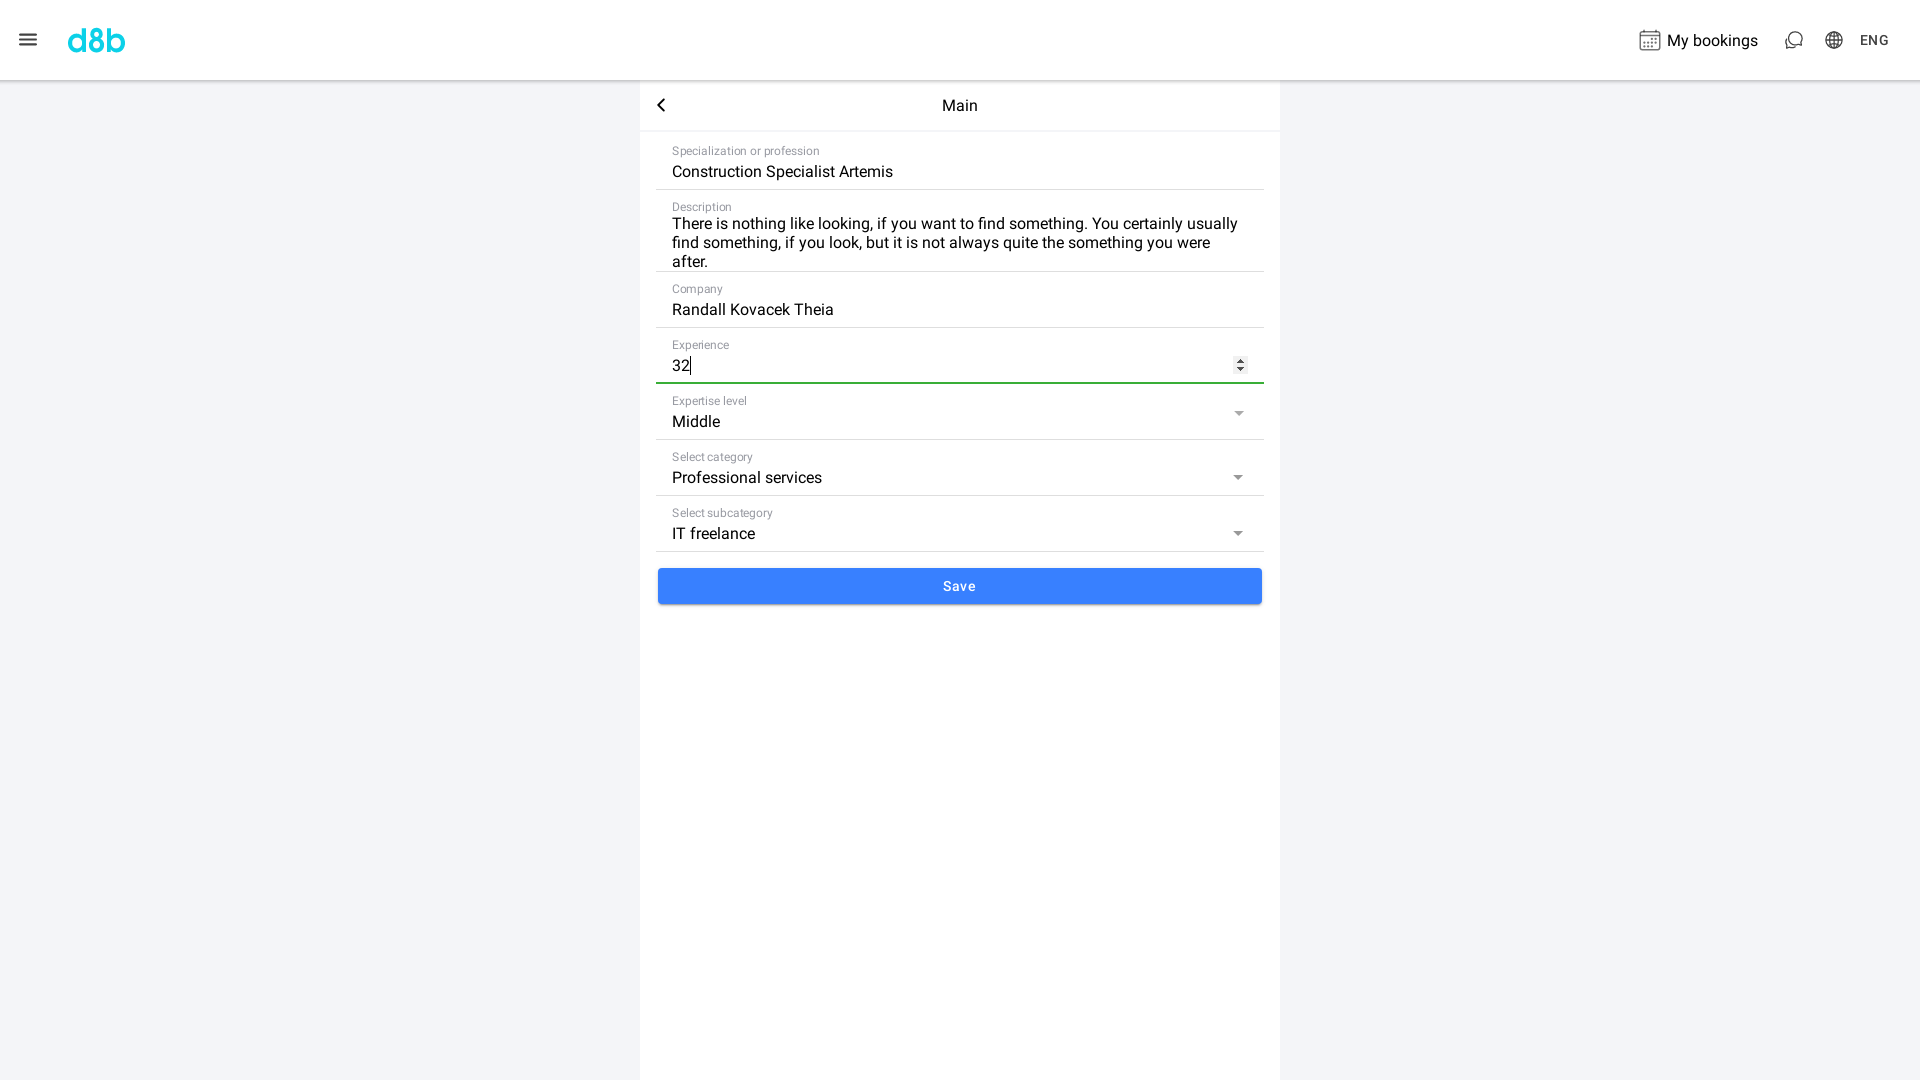 d8b
My bookings
ENG
Main
Specialization or profession
Construction Specialist Artemis
Description
There is nothing like looking, if you want to find something. You certainly usually
find something, if you look, but it is not always quite the something you were
after.
Company
Randall Kovacek Theia
Experience
32
Expertise level
Middle
Select category
Professional services
Select subcategory
IT freelance
Save